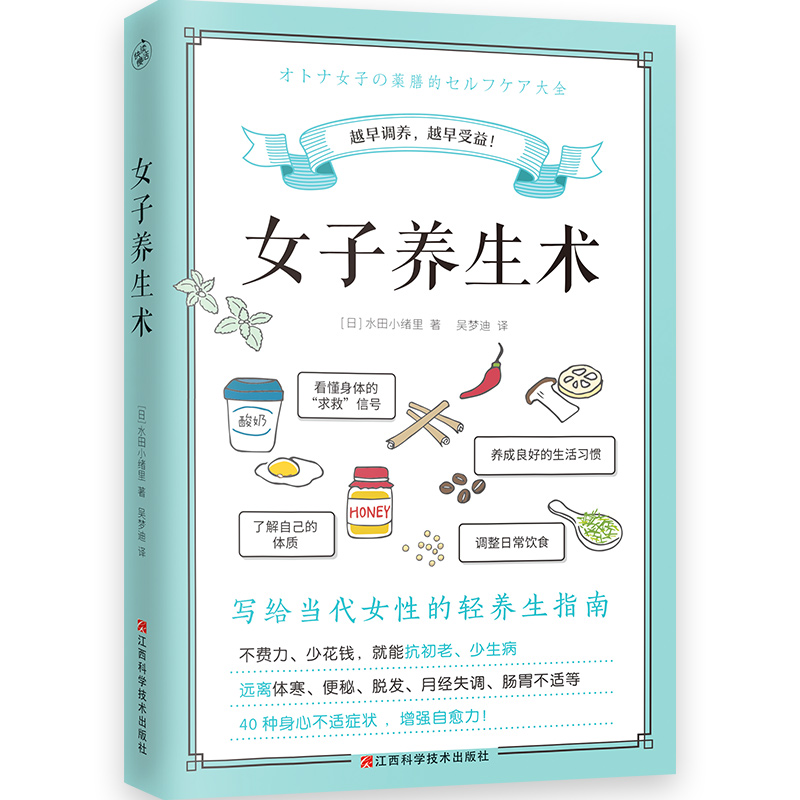 快读慢活
女子养生术
[日]水田小绪里 著 吴梦迪 译
江西科学技术出版社
オトナ女子の薬膳的セルフケア大全
越早调养，越早受益！
女子养生术
[日]水田小绪里 著 吴梦迪 译
看懂身体的
“求救”信号
酸奶
养成良好的生活习惯
HONEY
了解自己的
体质
调整日常饮食
写给当代女性的轻养生指南
不费力、少花钱，就能抗初老、少生病
远离体寒、便秘、脱发、月经失调、肠胃不适等
40种身心不适症状，增强自愈力！
江西科学技术出版社